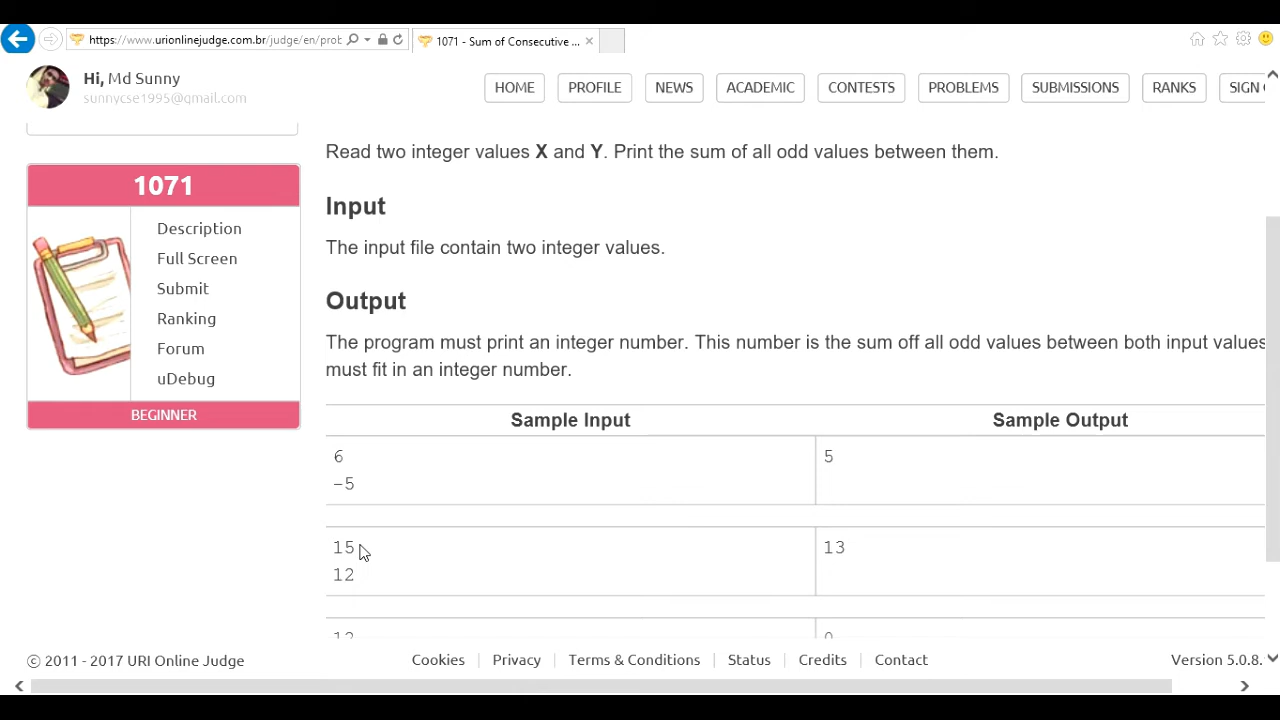 https://www.urionlinejudge.com.br/judge/en/prob
1071 - Sum of Consecutive ...
Hi, Md Sunny
sunnycse1995@gmail.com
HOME
PROFILE
NEWS
ACADEMIC
CONTESTS
PROBLEMS
SUBMISSIONS
RANKS
SIGN
1071
Description
Full Screen
Submit
Ranking
Forum
uDebug
BEGINNER
Read two integer values X and Y. Print the sum of all odd values between them.
Input
The input file contain two integer values.
Output
The program must print an integer number. This number is the sum off all odd values between both input values
must fit in an integer number.
Sample Input
Sample Output
6
-5
5
15
12
13
12
0
© 2011 - 2017 URI Online Judge
Cookies
Privacy
Terms & Conditions
Status
Credits
Contact
Version 5.0.8.